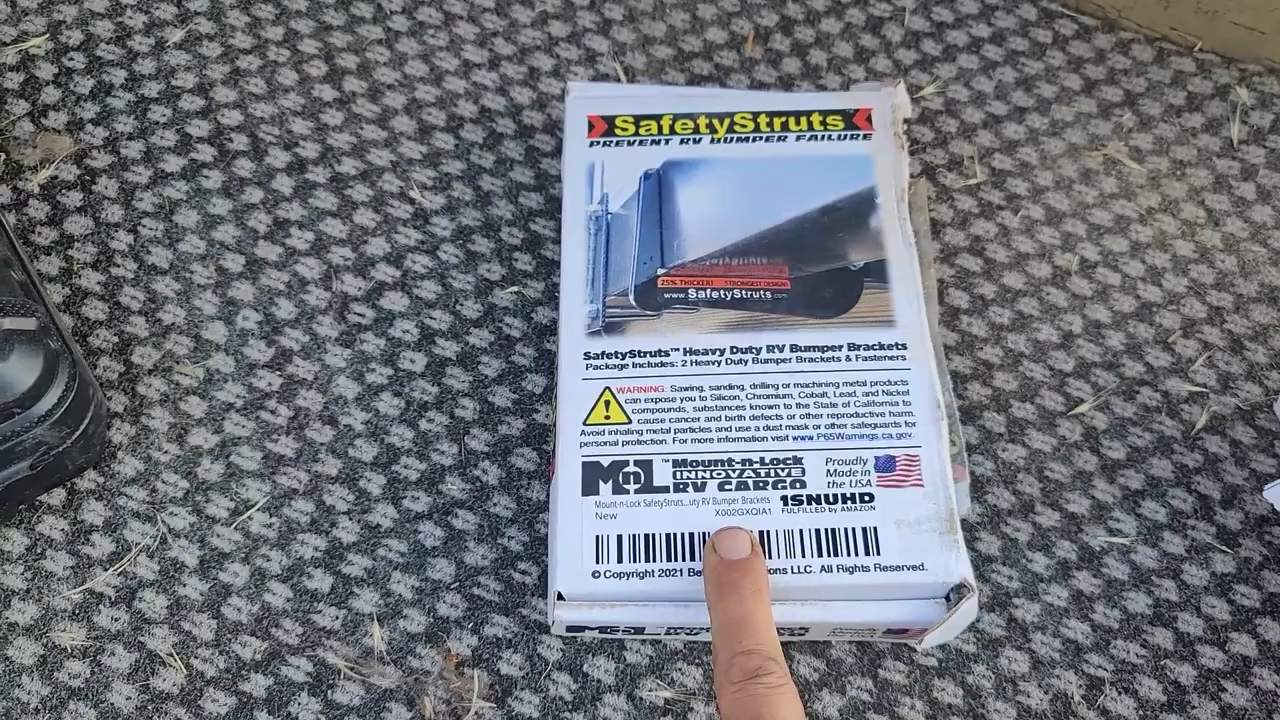 SafetyStruts
PREVENT RV BUMPER FAILURE
25% THICKER! STRONGEST DESIGN!
www.SafetyStruts.com
SafetyStruts™ Heavy Duty RV Bumper Brackets
Package Includes: 2 Heavy Duty Bumper Brackets & Fasteners
WARNING: Sawing, sanding, drilling or machining metal products
can expose you to Silicon, Chromium, Cobalt, Lead, and Nickel
compounds, substances known to the State of California to
cause cancer and birth defects or other reproductive harm.
Avoid inhaling metal particles and use a dust mask or other safeguards for
personal protection. For more information visit www.P65Warnings.ca.gov.
MnL™ Mount-n-Lock
INNOVATIVE
RV CARGO
Proudly
Made in
the USA
Mount-n-Lock SafetyStruts...uty RV Bumper Brackets
New X002GXQIA1
1SNUHD
FULFILLED by AMAZON
© Copyright 2021 LLC. All Rights Reserved.
MnL